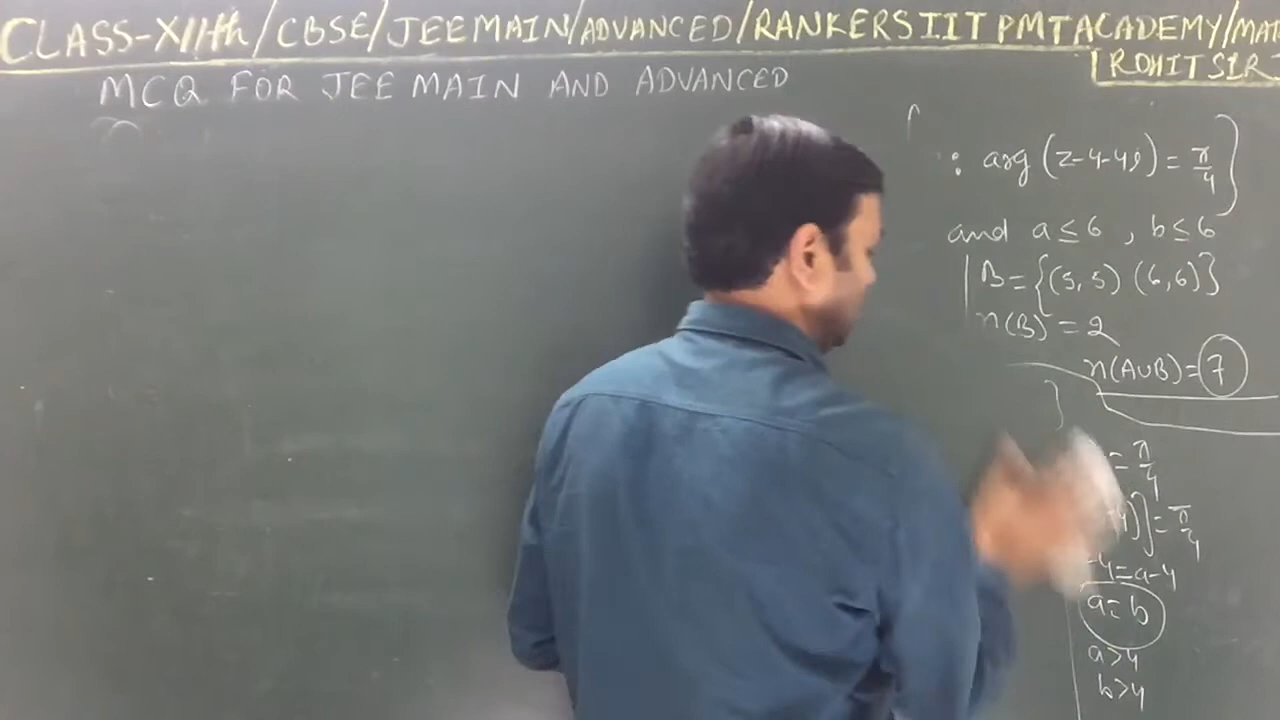 CLASS-XIIth/CBSE/JEEMAIN/ADVANCED/RANKERS IIT PMT ACADEMY/MAT
ROHIT SIR
MCQ FOR JEE MAIN AND ADVANCED
: arg (z-4-4i) = π/4}
and a≤6, b≤6
B={(5,5) (6,6)}
n(B) = 2
n(A∪B)=7
= π/4
4)]= π/4
-4=a-4
a=b
a>4
b>4